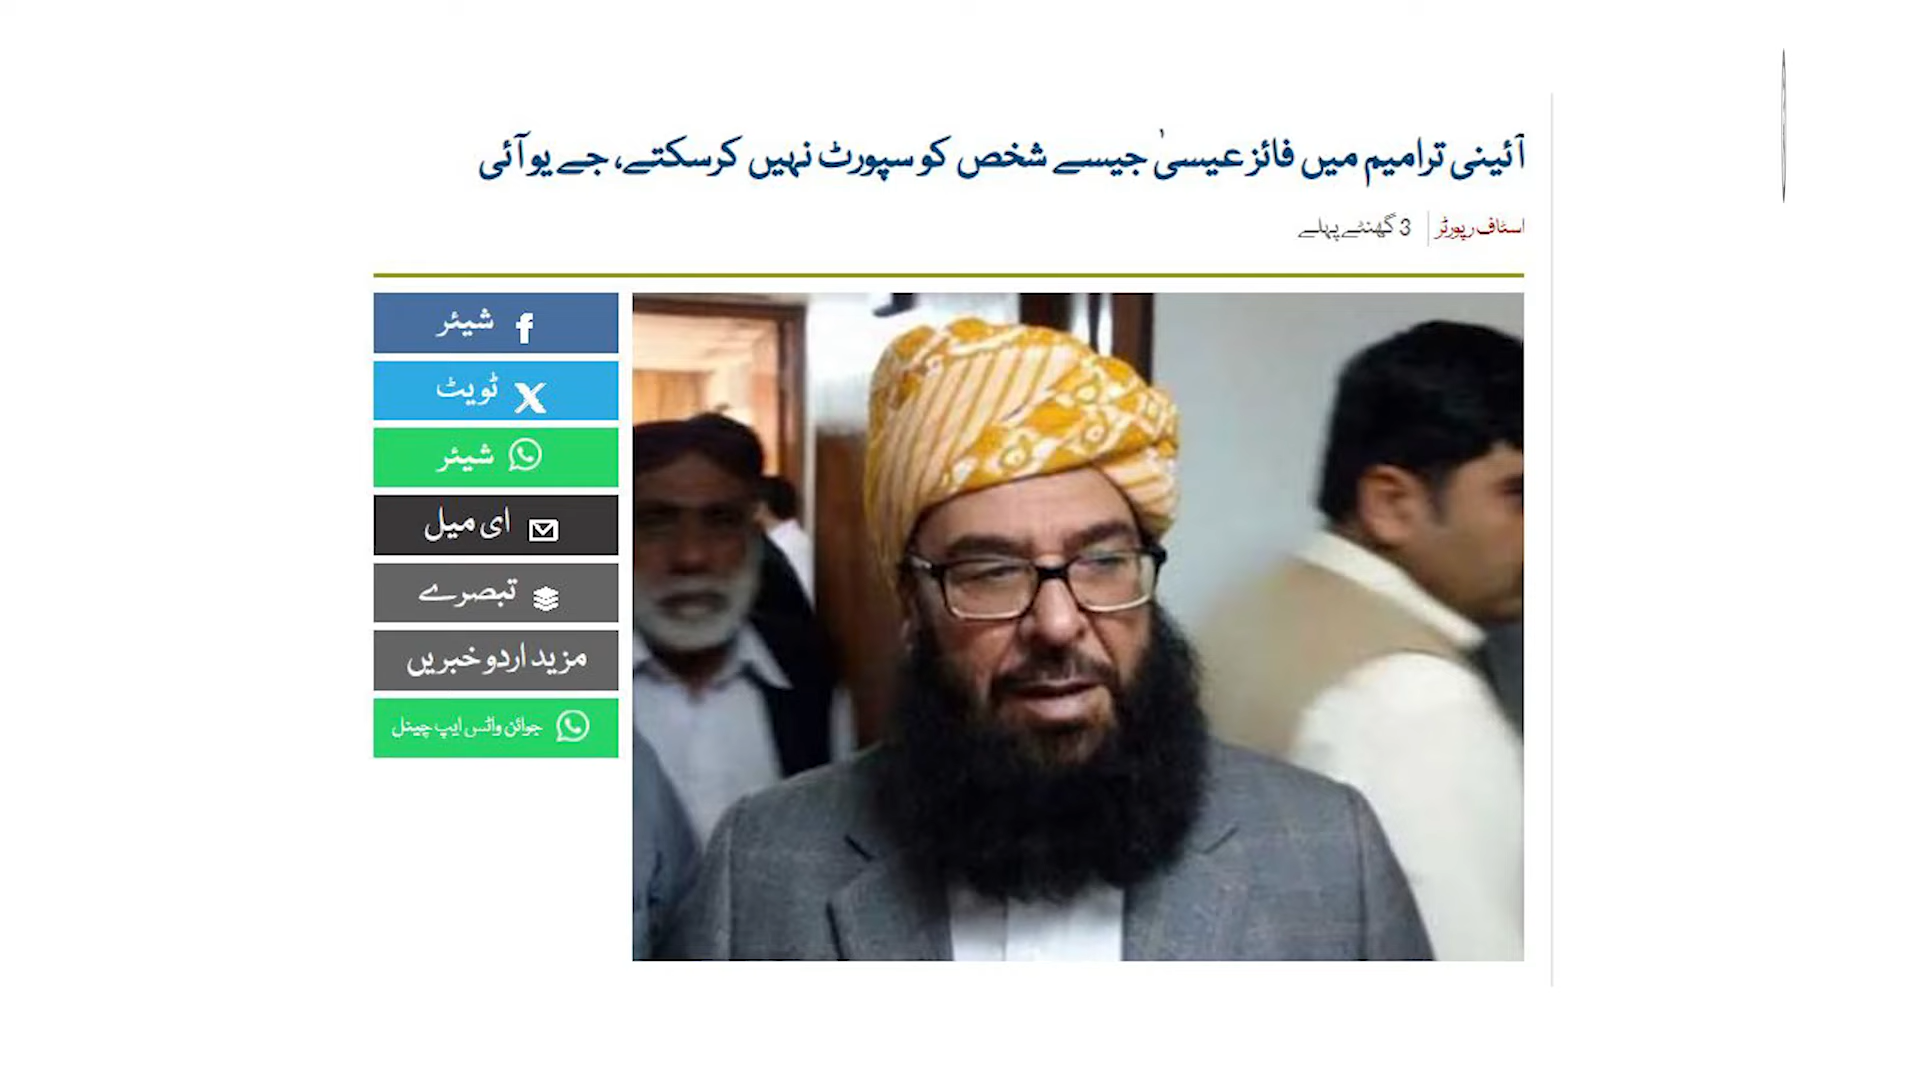 آئینی ترامیم میں فائز عیسیٰ جیسے شخص کو سپورٹ نہیں کرسکتے، جے یو آئی
اسٹاف رپورٹر 3 گھنٹے پہلے
شیئر
ٹویٹ
شیئر
ای میل
تبصرے
مزید اردو خبریں
جوائن واٹس ایپ چینل